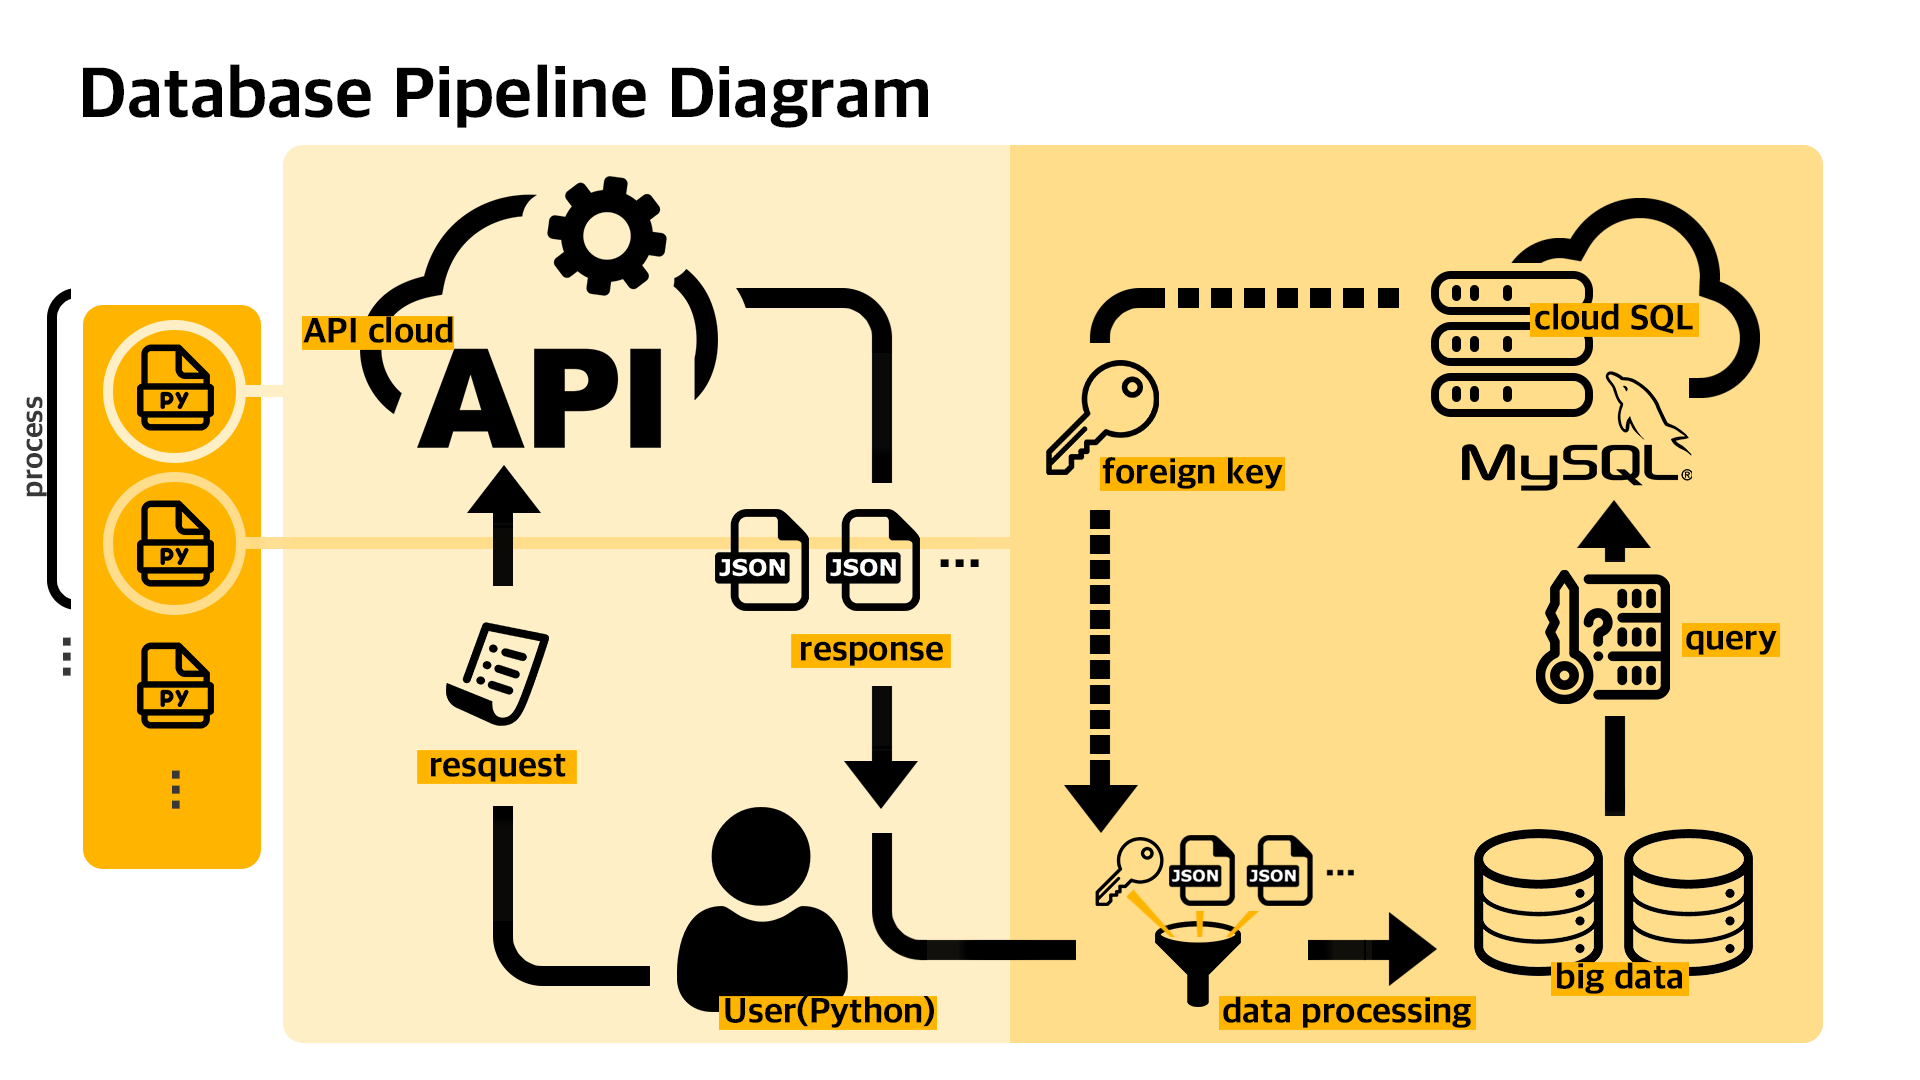 Database Pipeline Diagram
process
...
PY
PY
PY
...
API cloud
API
resquest
User(Python)
JSON
JSON
...
response
foreign key
JSON
JSON
...
data processing
big data
query
cloud SQL
MySQL®